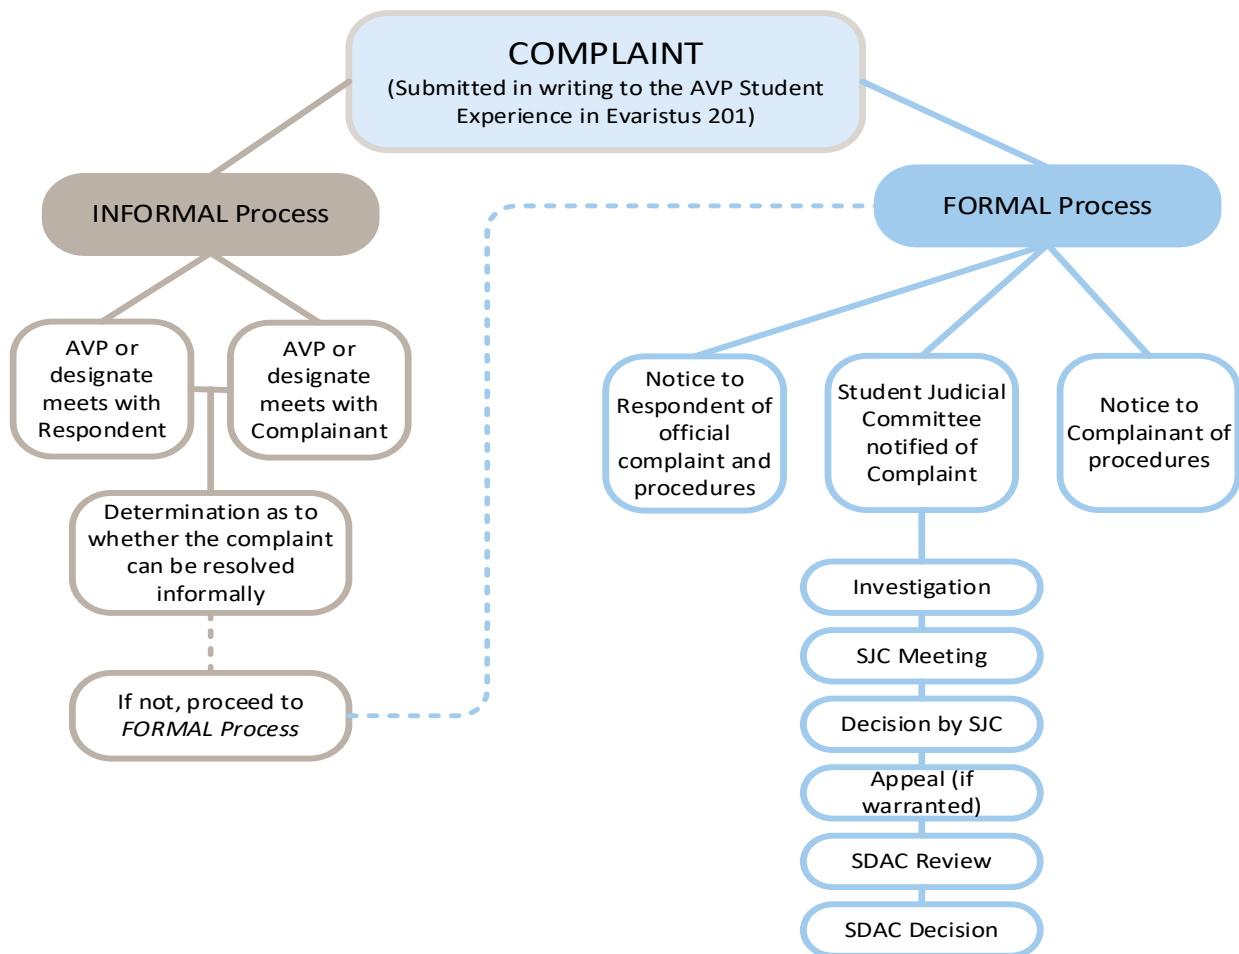 COMPLAINT
(Submitted in writing to the AVP Student
Experience in Evaristus 201)
INFORMAL Process
FORMAL Process
AVP or
designate
meets with
Respondent
AVP or
designate
meets with
Complainant
Determination as to
whether the complaint
can be resolved
informally
If not, proceed to
FORMAL Process
Notice to
Respondent of
official
complaint and
procedures
Student Judicial
Committee
notified of
Complaint
Notice to
Complainant of
procedures
Investigation
SJC Meeting
Decision by SJC
Appeal (if
warranted)
SDAC Review
SDAC Decision